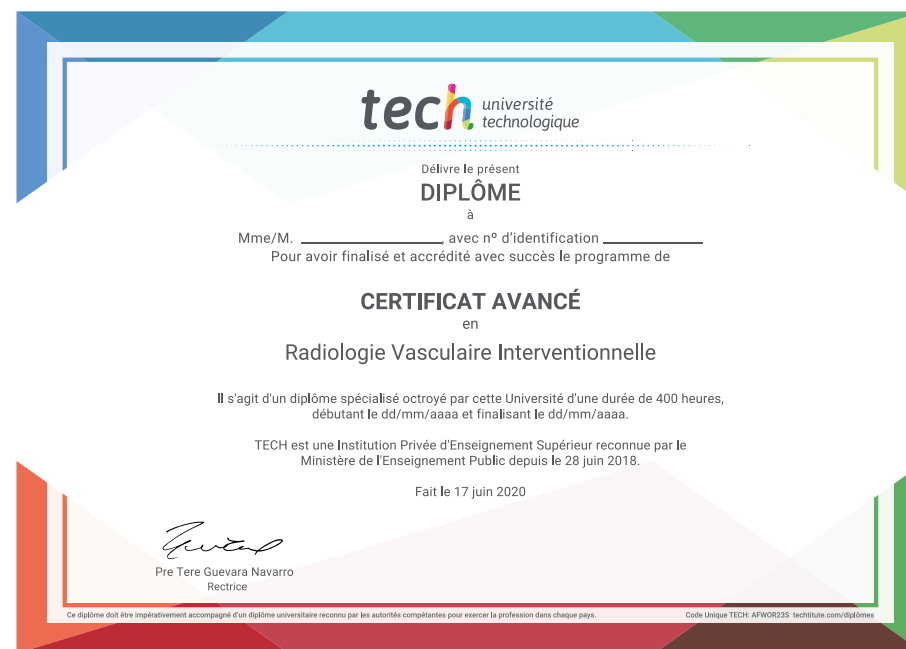 tech université
technologique
Délivre le présent
DIPLÔME
à
Mme/M. ____________________, avec nº d'identification ______________
Pour avoir finalisé et accrédité avec succès le programme de
CERTIFICAT AVANCÉ
en
Radiologie Vasculaire Interventionnelle
Il s'agit d'un diplôme spécialisé octroyé par cette Université d'une durée de 400 heures,
débutant le dd/mm/aaaa et finalisant le dd/mm/aaaa.
TECH est une Institution Privée d'Enseignement Supérieur reconnue par le
Ministère de l'Enseignement Public depuis le 28 juin 2018.
Fait le 17 juin 2020
Pre Tere Guevara Navarro
Rectrice
Ce diplôme doit être impérativement accompagné d'un diplôme universitaire reconnu par les autorités compétantes pour exercer la profession dans chaque pays.
Code Unique TECH: AFWOR23S techtitute.com/diplômes